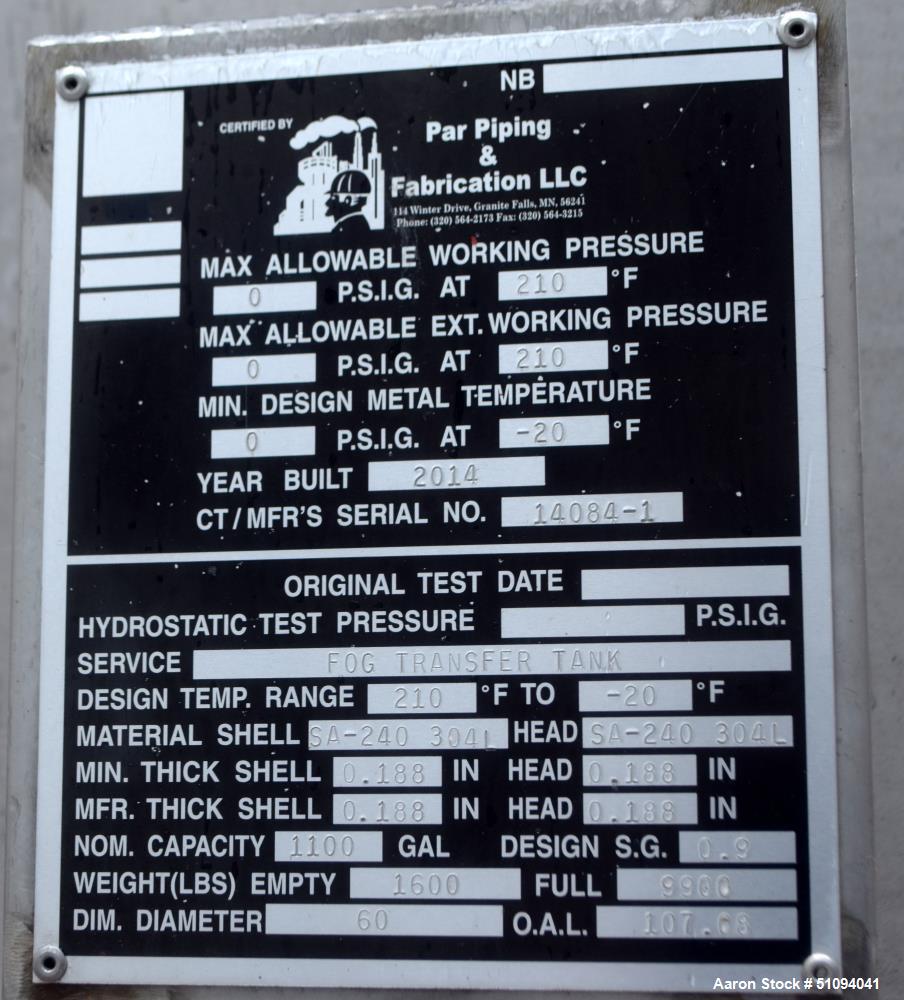 NB
CERTIFIED BY
Par Piping
&
Fabrication LLC
114 Winter Drive, Granite Falls, MN, 56241
Phone: (320) 564-2173 Fax: (320) 564-3215
MAX ALLOWABLE WORKING PRESSURE
0 P.S.I.G. AT 210 °F
MAX ALLOWABLE EXT. WORKING PRESSURE
0 P.S.I.G. AT 210 °F
MIN. DESIGN METAL TEMPERATURE
0 P.S.I.G. AT -20 °F
YEAR BUILT 2014
CT/MFR'S SERIAL NO. 14084-1
ORIGINAL TEST DATE
HYDROSTATIC TEST PRESSURE P.S.I.G.
SERVICE FOG TRANSFER TANK
DESIGN TEMP. RANGE 210 °F TO -20 °F
MATERIAL SHELL SA-240 304L HEAD SA-240 304L
MIN. THICK SHELL 0.188 IN HEAD 0.188 IN
MFR. THICK SHELL 0.188 IN HEAD 0.188 IN
NOM. CAPACITY 1100 GAL DESIGN S.G. 0.9
WEIGHT(LBS) EMPTY 1600 FULL 9900
DIM. DIAMETER 60 O.A.L. 107.68
Aaron Stock # 51094041